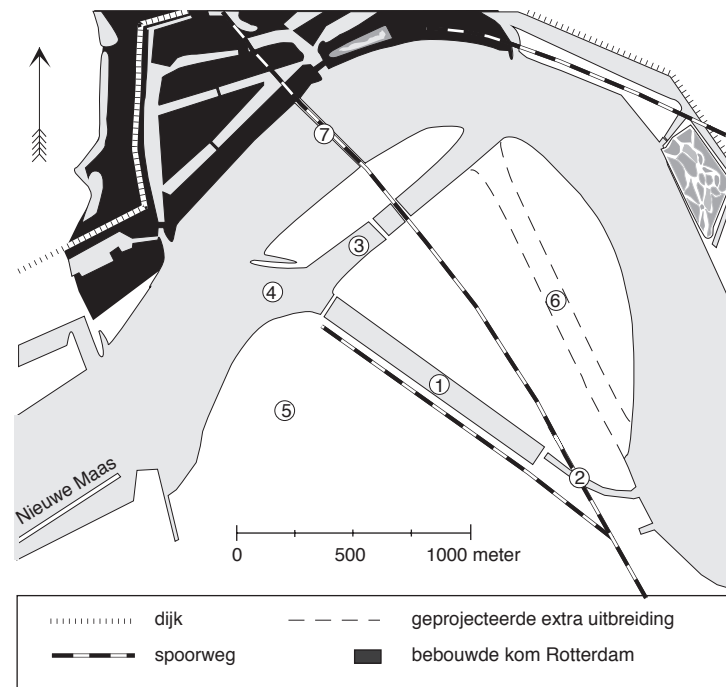 ⑦
③
④
⑥
①
⑤
②
Nieuwe Maas
0 500 1000 meter
dijk geprojecteerde extra uitbreiding
spoorweg bebouwde kom Rotterdam